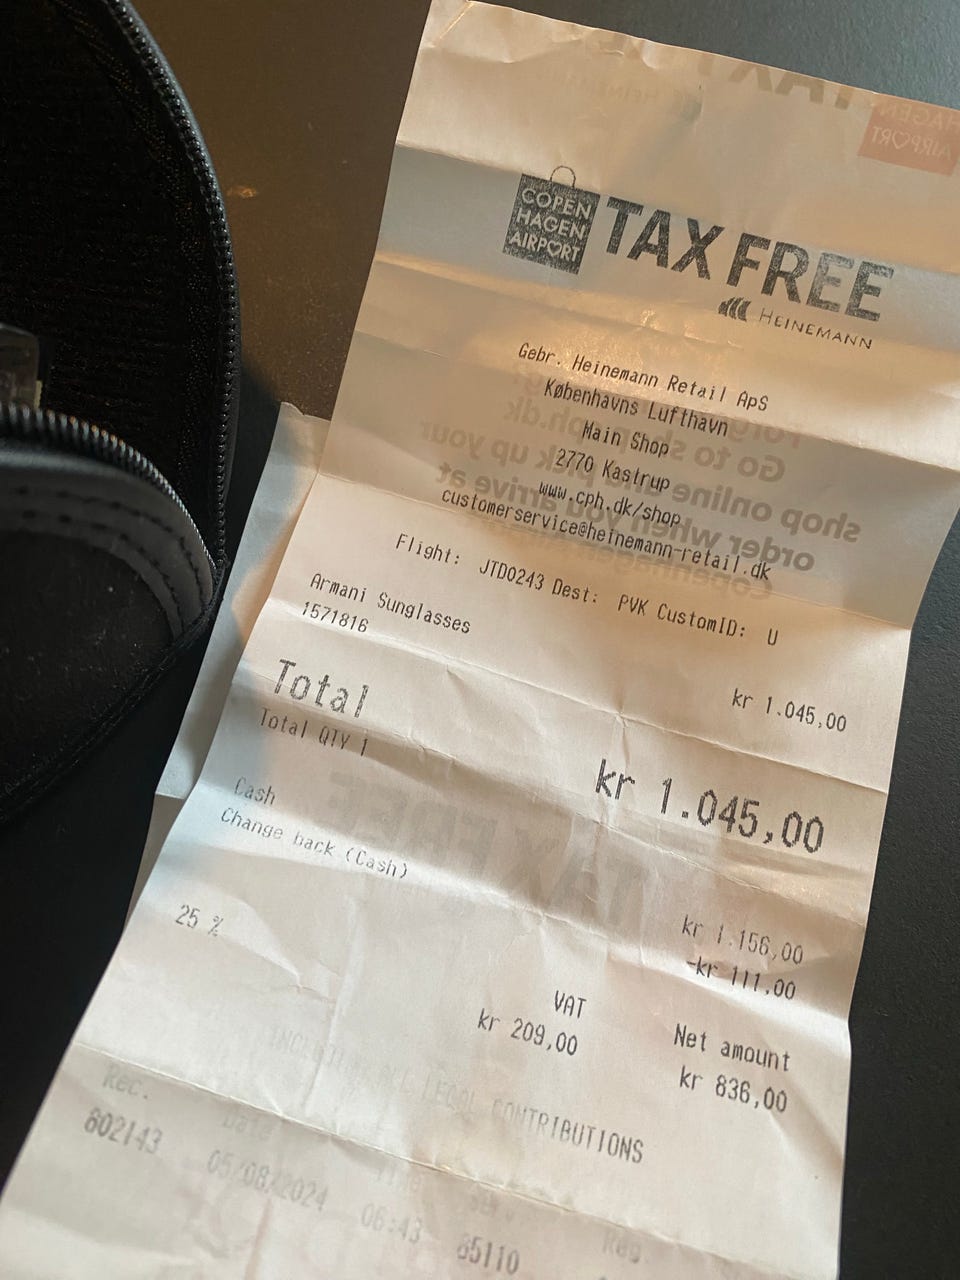 COPEN
HAGEN
AIRPORT
TAX FREE
HEINEMANN
Gebr. Heinemann Retail ApS
Københavns Lufthavn
Main Shop
2770 Kastrup
www.cph.dk/shop
customerservice@heinemann-retail.dk
Flight: JTD0243 Dest: PVK CustomID: U
Armani Sunglasses
1571816 kr 1.045,00
Total kr 1.045,00
Total QTY 1
Cash kr 1.156,00
Change back (Cash) -kr 111,00
25 % VAT Net amount
kr 209,00 kr 836,00
ALL LEGAL CONTRIBUTIONS
Rec. Date Reg.
602143 05/08/2024 06:43 85110